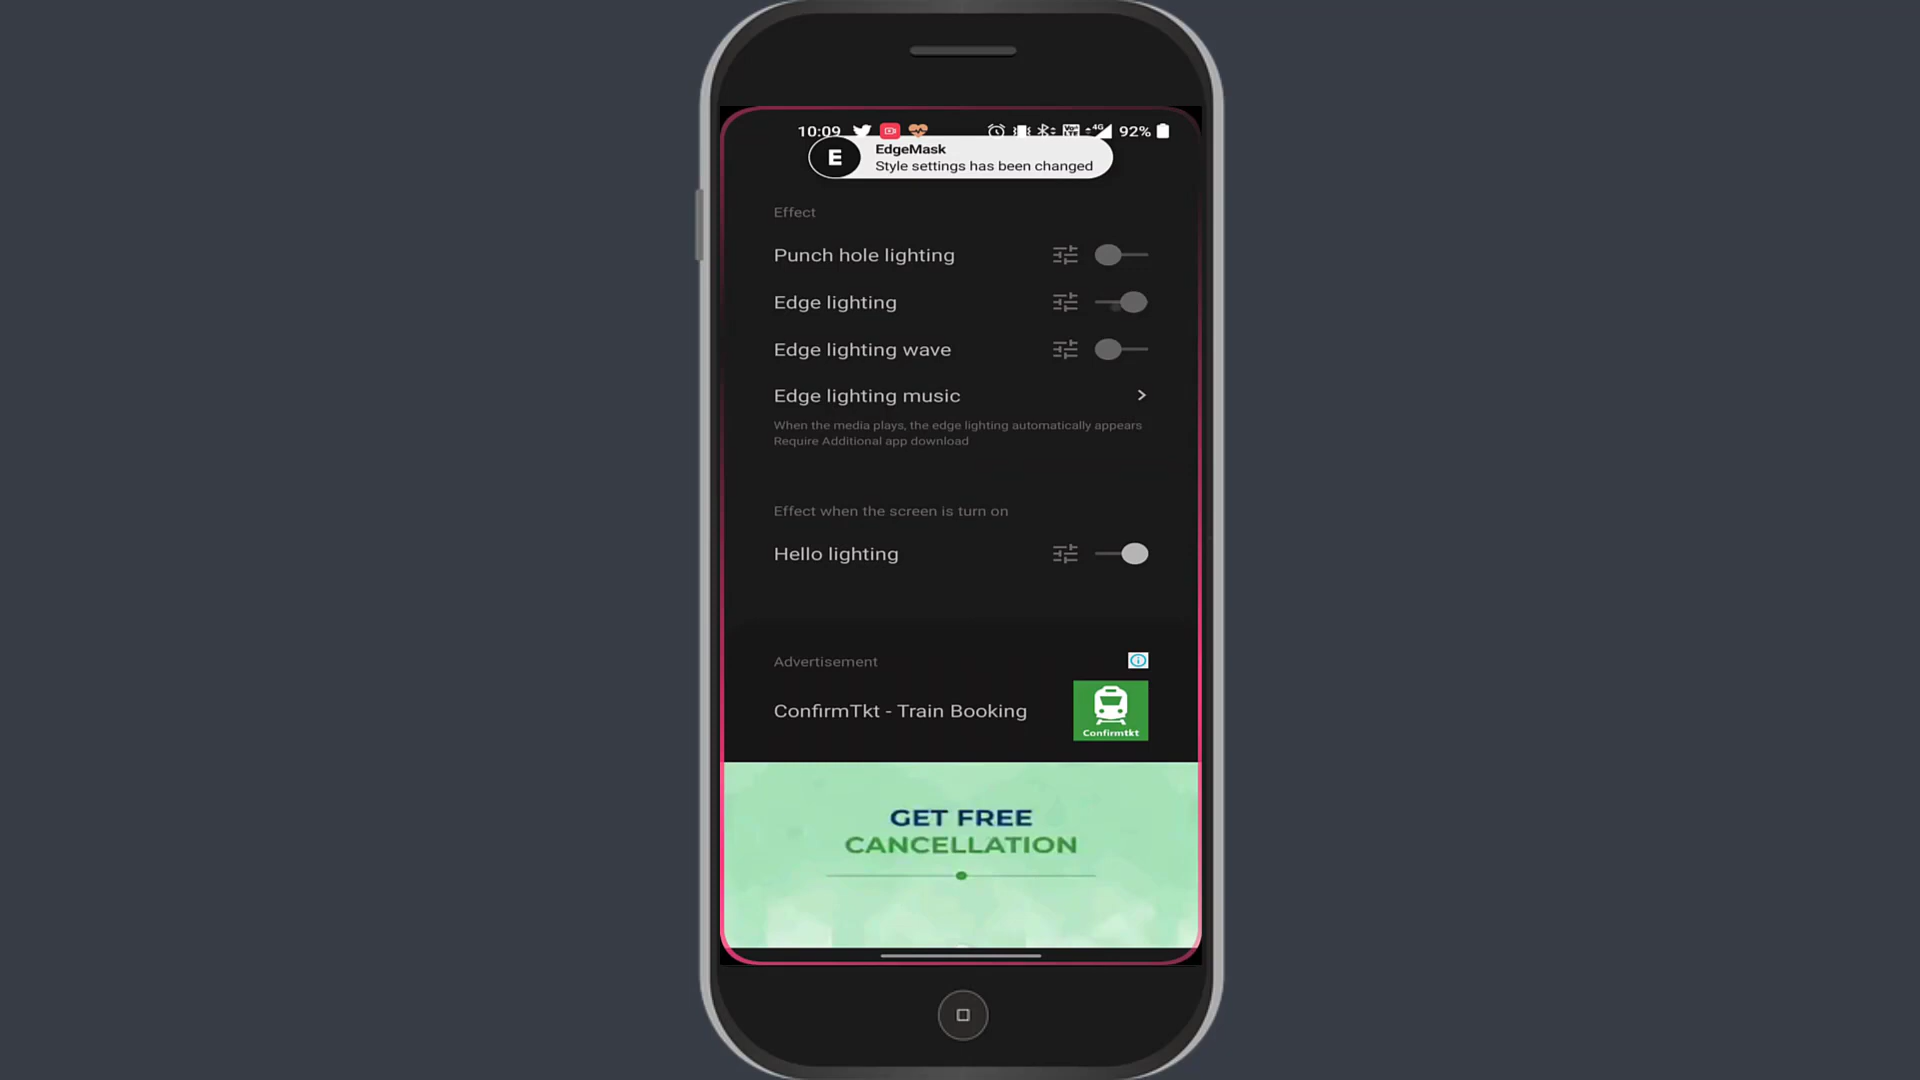 10:09
4G 92%
E
EdgeMask
Style settings has been changed
Effect
Punch hole lighting
Edge lighting
Edge lighting wave
Edge lighting music
When the media plays, the edge lighting automatically appears
Require Additional app download
Effect when the screen is turn on
Hello lighting
Advertisement
ConfirmTkt - Train Booking
Confirmtkt
GET FREE
CANCELLATION